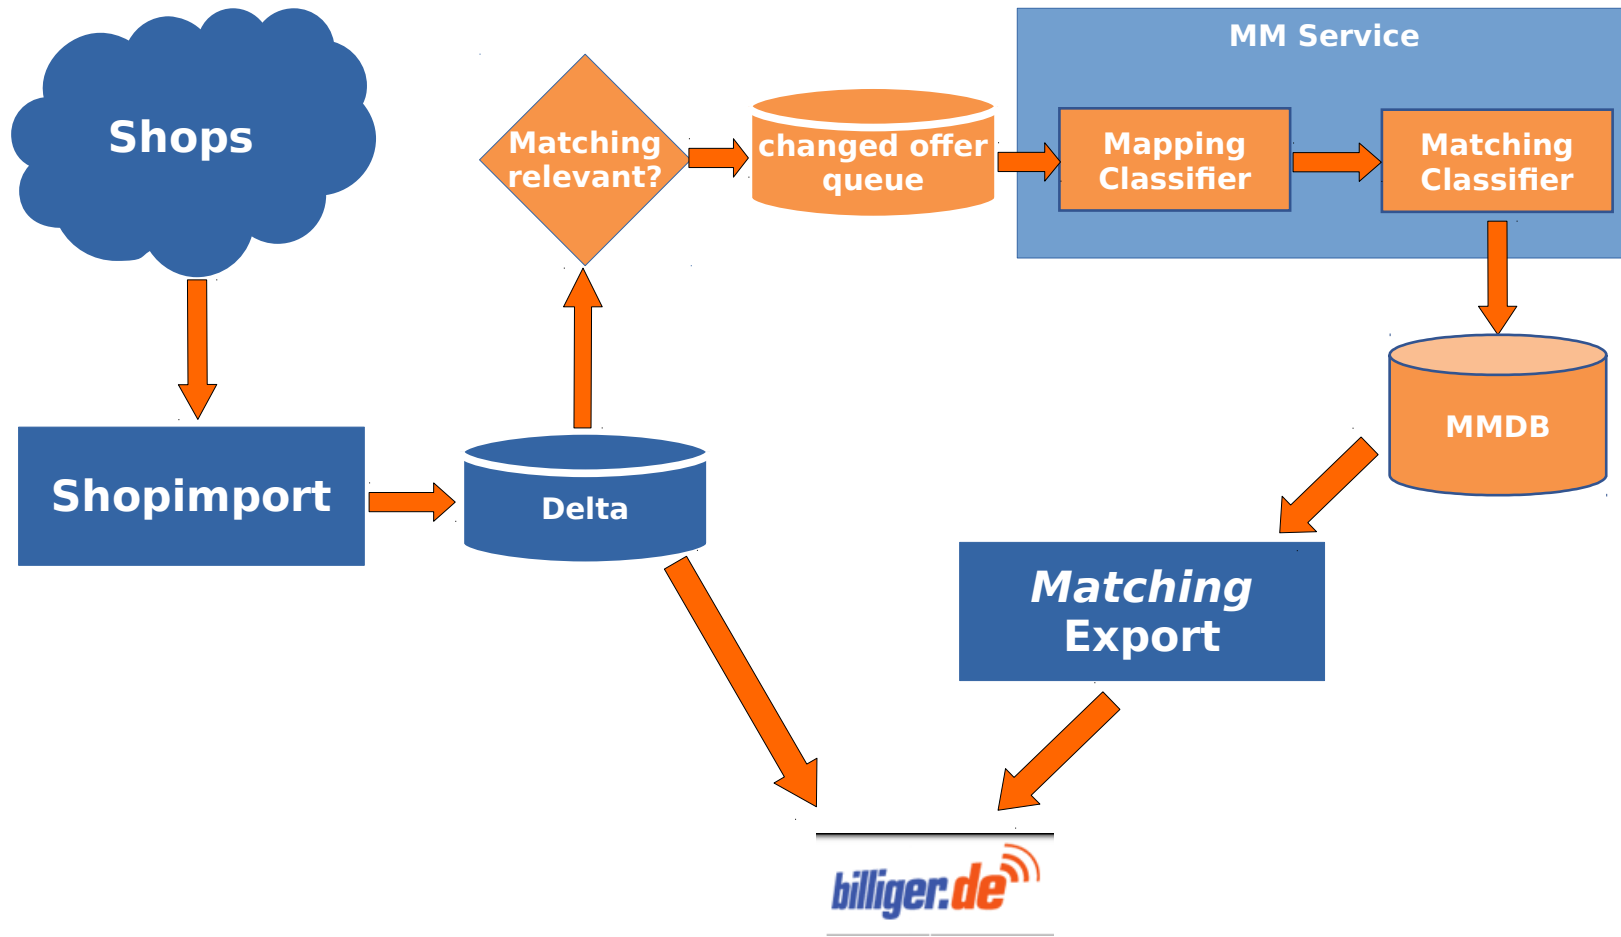 Shops
Matching
relevant?
changed offer
queue
MM Service
Mapping
Classifier
Matching
Classifier
MMDB
Shopimport
Delta
Matching
Export
billiger.de